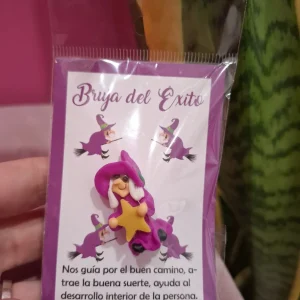 Bruja del Exito
Nos guía por el buen camino, a-
trae la buena suerte, ayuda al
desarrollo interior de la persona.